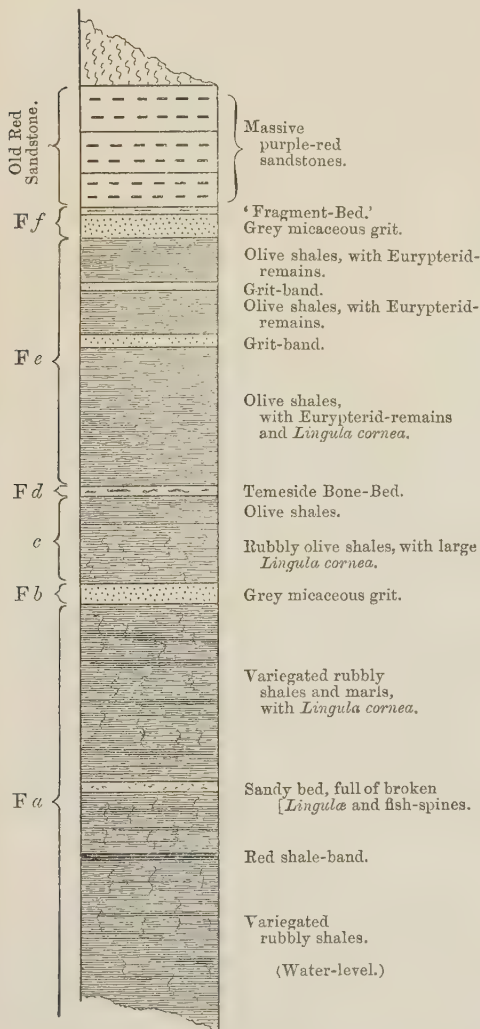 Old Red
Sandstone.
Massive
purple-red
sandstones.
F f
‘Fragment-Bed.’
Grey micaceous grit.
Olive shales, with Eurypterid-
remains.
Grit-band.
Olive shales, with Eurypterid-
remains.
F e
Grit-band.
Olive shales,
with Eurypterid-remains
and Lingula cornea.
F d
Temeside Bone-Bed.
Olive shales.
c
Rubbly olive shales, with large
Lingula cornea.
F b
Grey micaceous grit.
Variegated rubbly
shales and marls,
with Lingula cornea.
F a
Sandy bed, full of broken
[Lingulæ and fish-spines.
Red shale-band.
Variegated
rubbly shales.
(Water-level.)